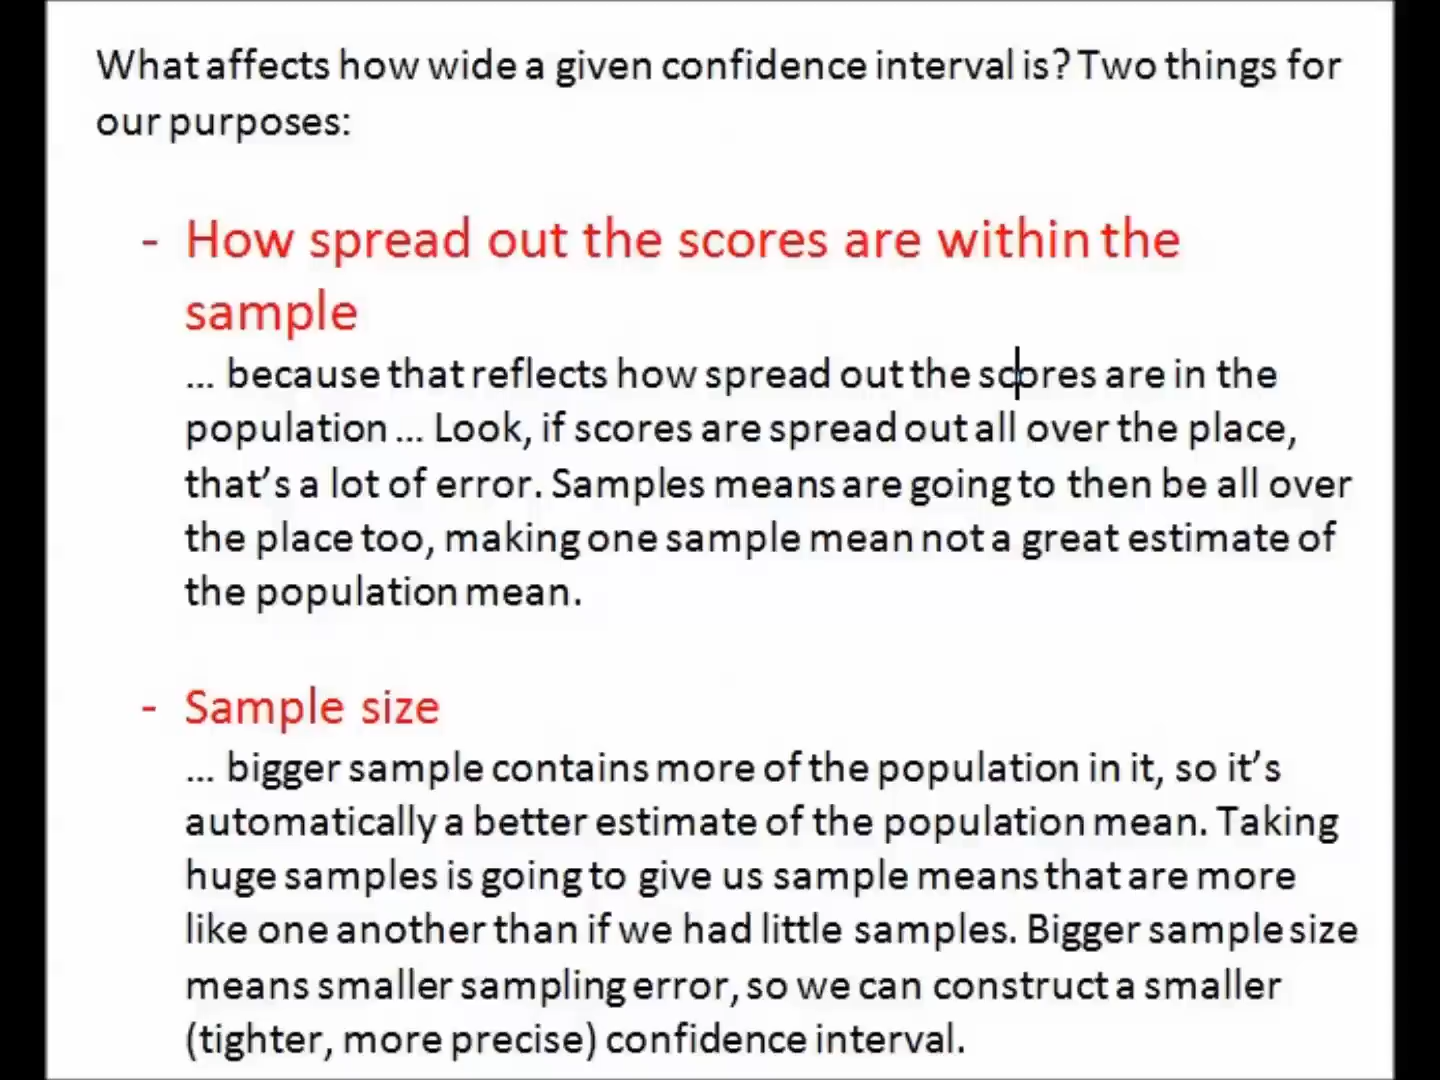 What affects how wide a given confidence interval is? Two things for
our purposes:
- How spread out the scores are within the
sample
... because that reflects how spread out the scores are in the
population ... Look, if scores are spread out all over the place,
that's a lot of error. Samples means are going to then be all over
the place too, making one sample mean not a great estimate of
the population mean.
- Sample size
... bigger sample contains more of the population in it, so it's
automatically a better estimate of the population mean. Taking
huge samples is going to give us sample means that are more
like one another than if we had little samples. Bigger sample size
means smaller sampling error, so we can construct a smaller
(tighter, more precise) confidence interval.